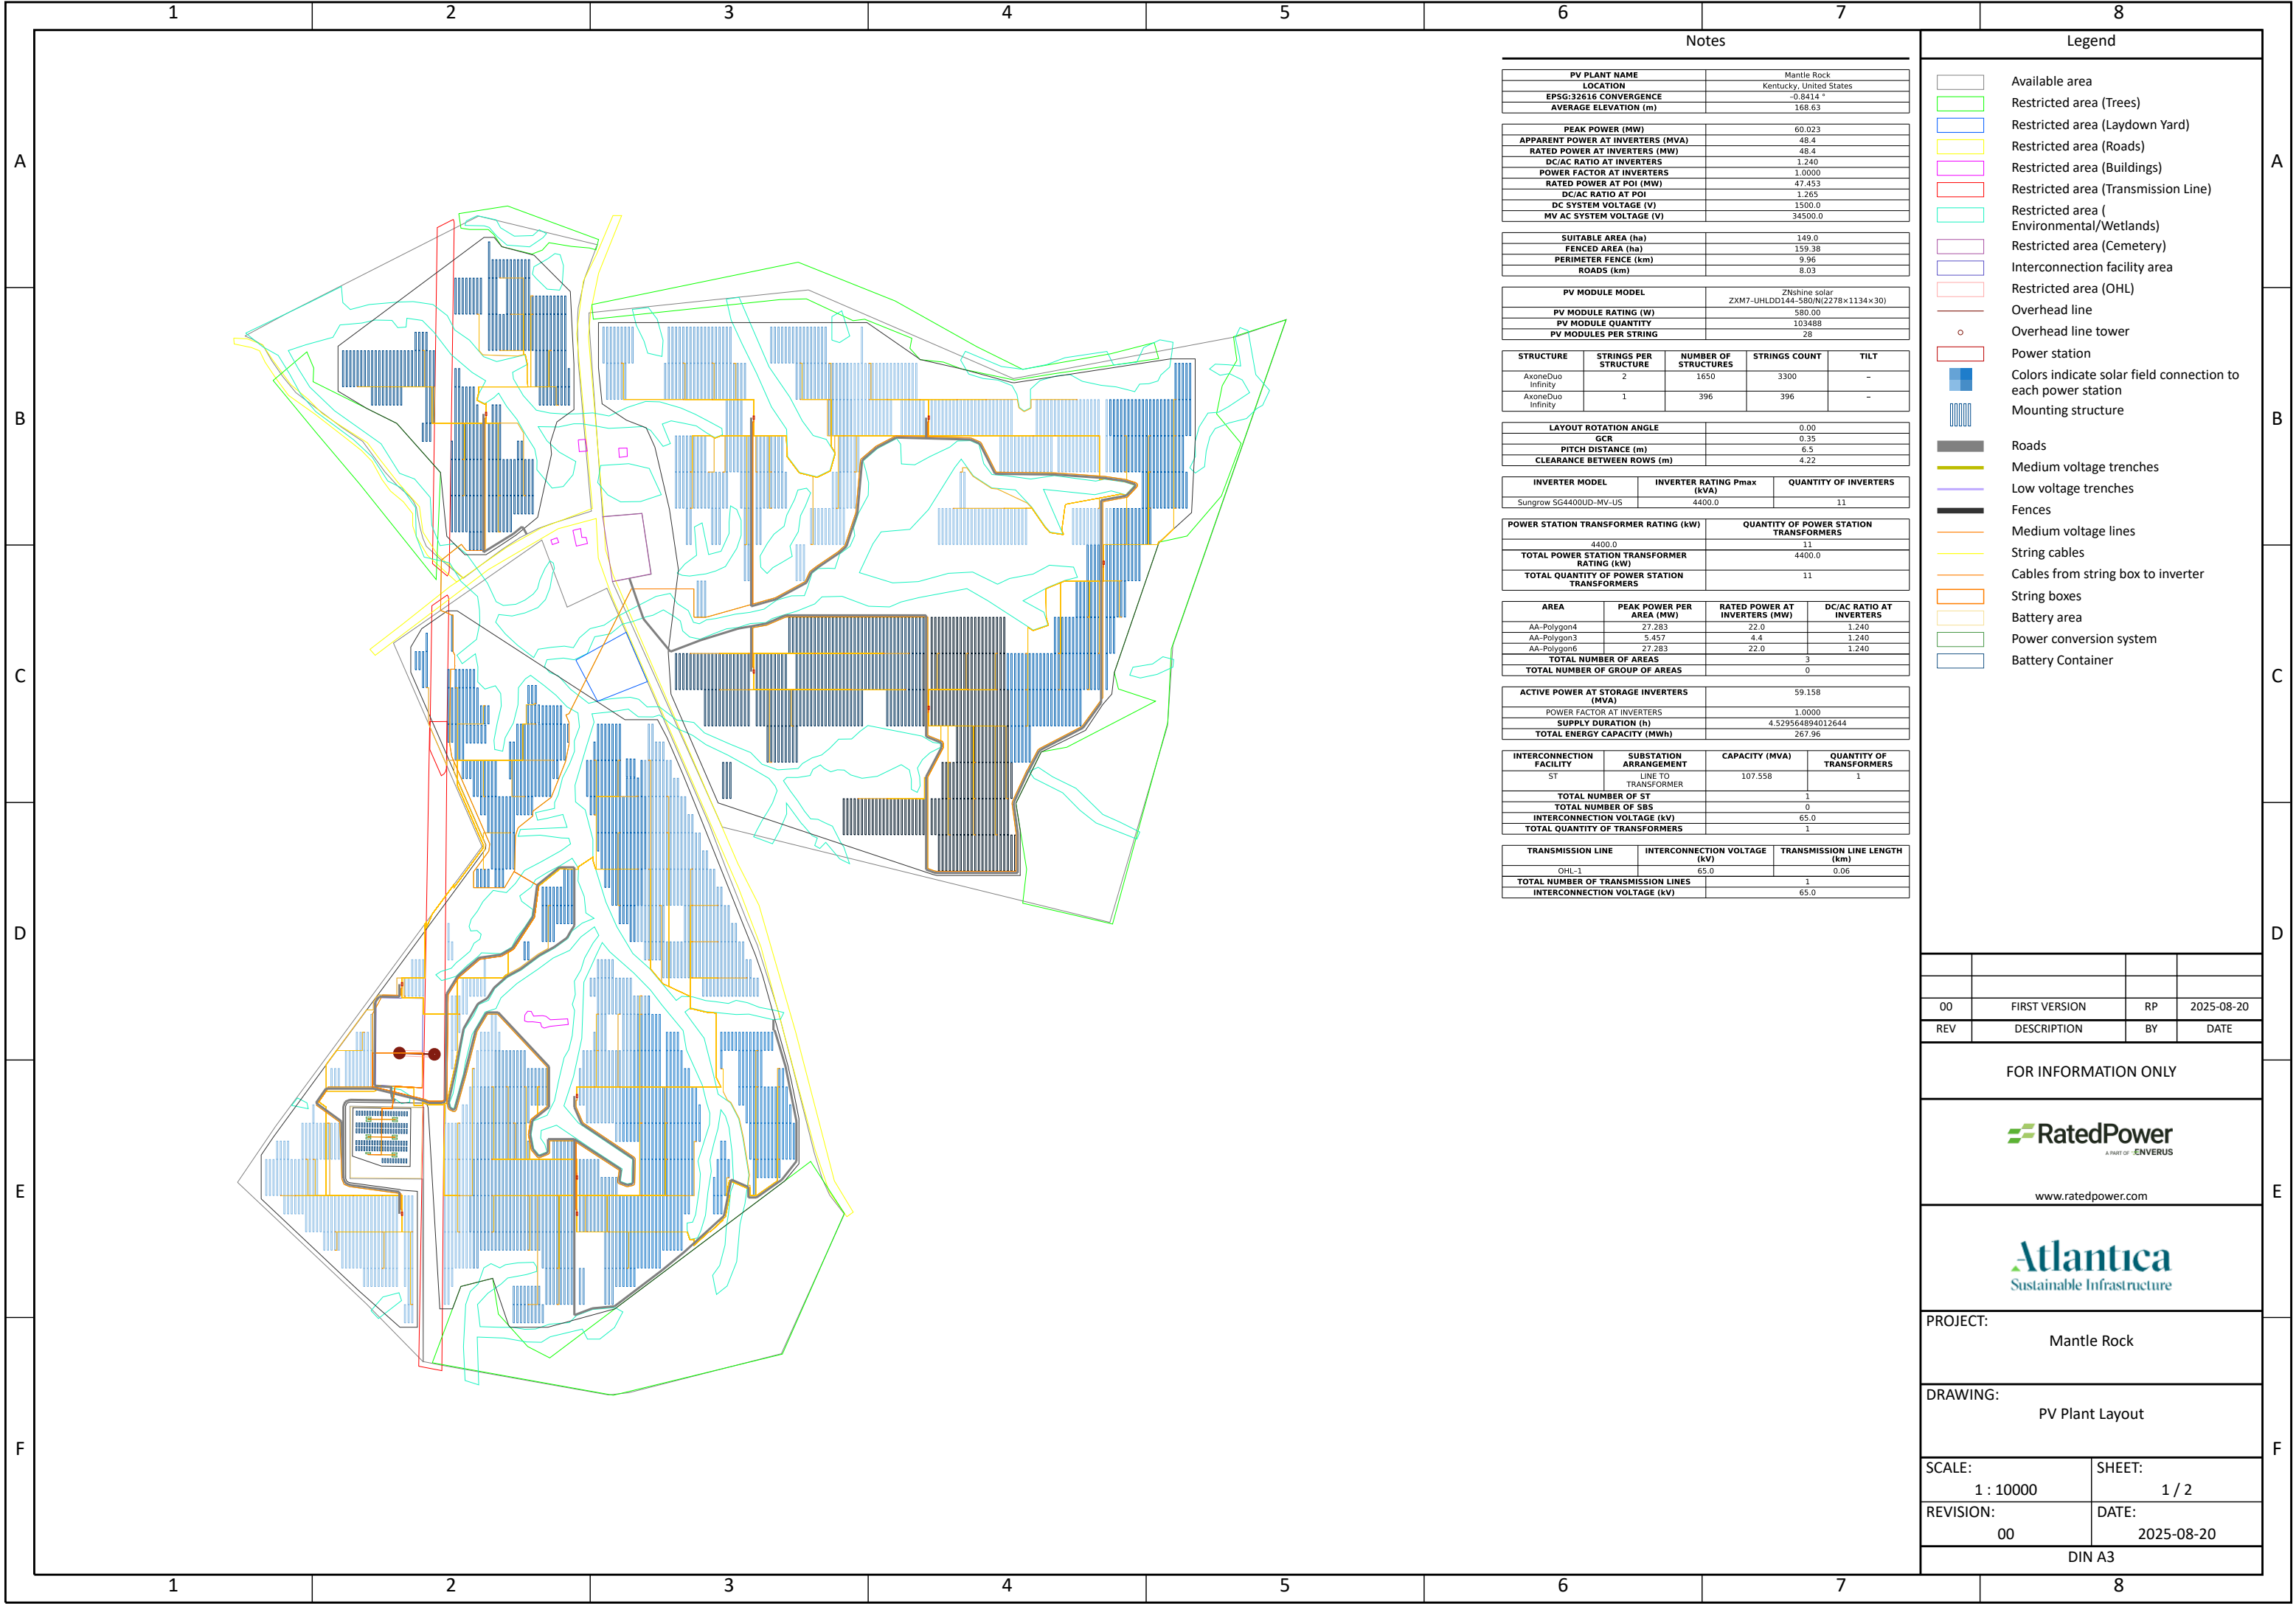 1 2 3 4 5 6 7 8
A
B
C
D
E
F
Notes
PV PLANT NAME Mantle Rock
LOCATION Kentucky, United States
EPSG:32616 CONVERGENCE -0.8414 °
AVERAGE ELEVATION (m) 168.63
PEAK POWER (MW) 60.023
APPARENT POWER AT INVERTERS (MVA) 48.4
RATED POWER AT INVERTERS (MW) 48.4
DC/AC RATIO AT INVERTERS 1.240
POWER FACTOR AT INVERTERS 1.0000
RATED POWER AT POI (MW) 47.453
DC/AC RATIO AT POI 1.265
DC SYSTEM VOLTAGE (V) 1500.0
MV AC SYSTEM VOLTAGE (V) 34500.0
SUITABLE AREA (ha) 149.0
FENCED AREA (ha) 159.38
PERIMETER FENCE (km) 9.96
ROADS (km) 8.03
PV MODULE MODEL ZNshine solar
ZXM7-UHLDD144-580/N(2278×1134×30)
PV MODULE RATING (W) 580.00
PV MODULE QUANTITY 103488
PV MODULES PER STRING 28
STRUCTURE STRINGS PER NUMBER OF STRINGS COUNT TILT
STRUCTURE STRUCTURES
AxoneDuo 2 1650 3300 –
Infinity
AxoneDuo 1 396 396 –
Infinity
LAYOUT ROTATION ANGLE 0.00
GCR 0.35
PITCH DISTANCE (m) 6.5
CLEARANCE BETWEEN ROWS (m) 4.22
INVERTER MODEL INVERTER RATING Pmax QUANTITY OF INVERTERS
(kVA)
Sungrow SG4400UD-MV-US 4400.0 11
POWER STATION TRANSFORMER RATING (kW) QUANTITY OF POWER STATION
TRANSFORMERS
4400.0 11
TOTAL POWER STATION TRANSFORMER 4400.0
RATING (kW)
TOTAL QUANTITY OF POWER STATION 11
TRANSFORMERS
AREA PEAK POWER PER RATED POWER AT DC/AC RATIO AT
AREA (MW) INVERTERS (MW) INVERTERS
AA-Polygon4 27.283 22.0 1.240
AA-Polygon3 5.457 4.4 1.240
AA-Polygon6 27.283 22.0 1.240
TOTAL NUMBER OF AREAS 3
TOTAL NUMBER OF GROUP OF AREAS 0
ACTIVE POWER AT STORAGE INVERTERS 59.158
(MVA)
POWER FACTOR AT INVERTERS 1.0000
SUPPLY DURATION (h) 4.529564894012644
TOTAL ENERGY CAPACITY (MWh) 267.96
INTERCONNECTION SUBSTATION CAPACITY (MVA) QUANTITY OF
FACILITY ARRANGEMENT TRANSFORMERS
ST LINE TO 107.558 1
TRANSFORMER
TOTAL NUMBER OF ST 1
TOTAL NUMBER OF SBS 0
INTERCONNECTION VOLTAGE (kV) 65.0
TOTAL QUANTITY OF TRANSFORMERS 1
TRANSMISSION LINE INTERCONNECTION VOLTAGE TRANSMISSION LINE LENGTH
(kV) (km)
OHL-1 65.0 0.06
TOTAL NUMBER OF TRANSMISSION LINES 1
INTERCONNECTION VOLTAGE (kV) 65.0
Legend
Available area
Restricted area (Trees)
Restricted area (Laydown Yard)
Restricted area (Roads)
Restricted area (Buildings)
Restricted area (Transmission Line)
Restricted area (
Environmental/Wetlands)
Restricted area (Cemetery)
Interconnection facility area
Restricted area (OHL)
Overhead line
Overhead line tower
Power station
Colors indicate solar field connection to
each power station
Mounting structure
Roads
Medium voltage trenches
Low voltage trenches
Fences
Medium voltage lines
String cables
Cables from string box to inverter
String boxes
Battery area
Power conversion system
Battery Container
00 FIRST VERSION RP 2025-08-20
REV DESCRIPTION BY DATE
FOR INFORMATION ONLY
RatedPower
A PART OF ENVERUS
www.ratedpower.com
Atlantica
Sustainable Infrastructure
PROJECT:
Mantle Rock
DRAWING:
PV Plant Layout
SCALE: SHEET:
1 : 10000 1 / 2
REVISION: DATE:
00 2025-08-20
DIN A3
A
B
C
D
E
F
1 2 3 4 5 6 7 8